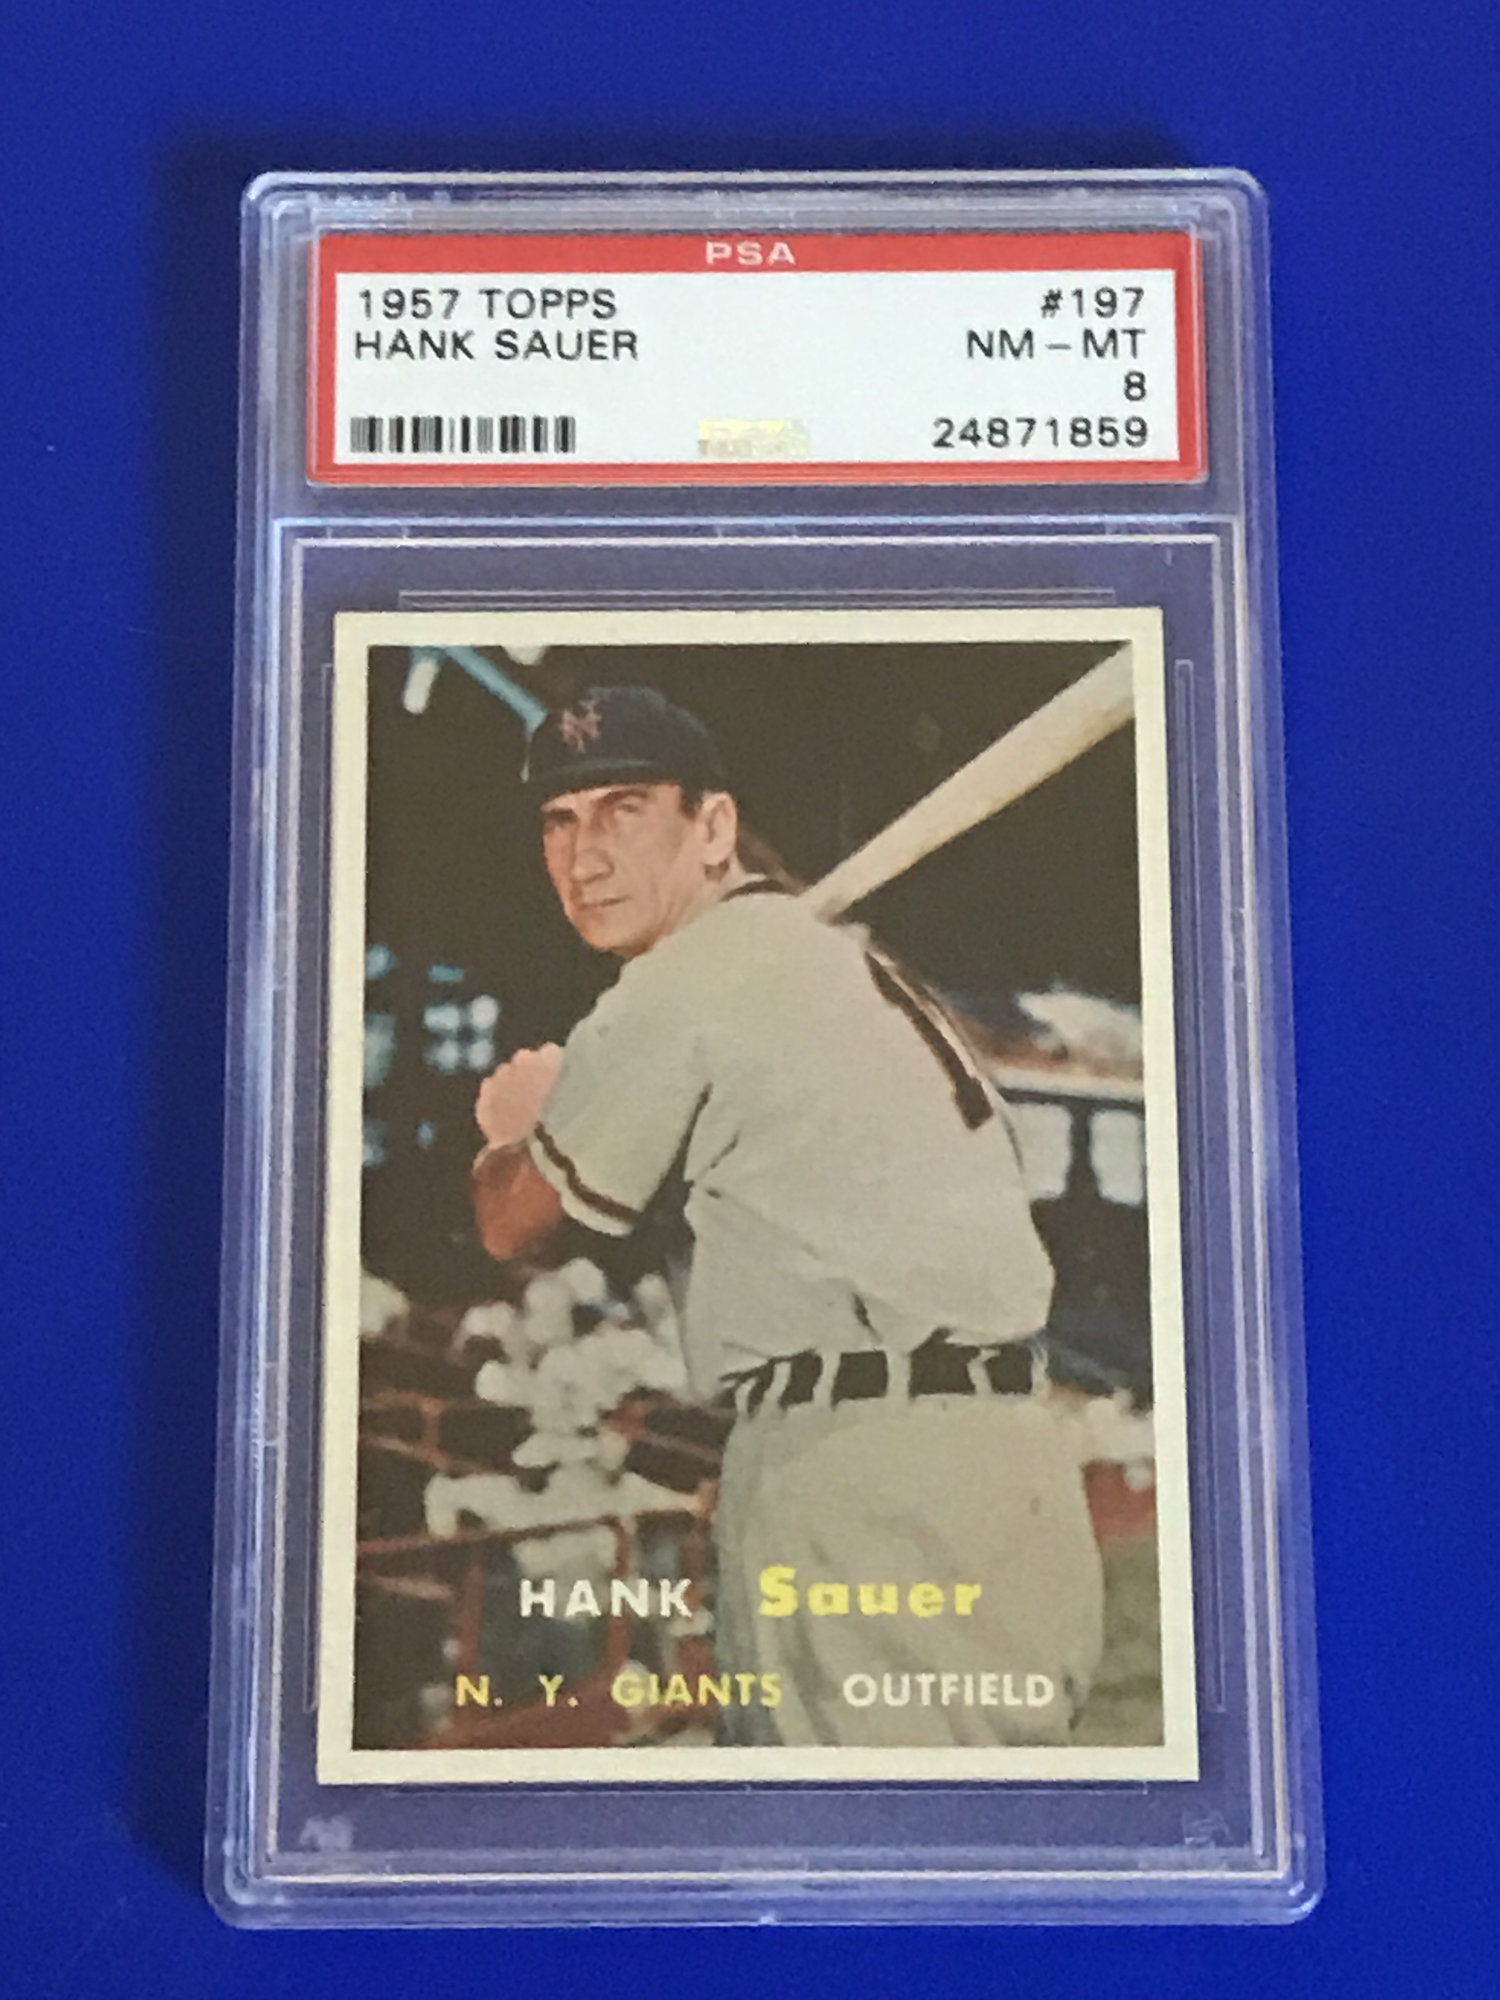 PSA
1957 TOPPS #197
HANK SAUER NM - MT
8
24871859
HANK Sauer
N. Y. GIANTS OUTFIELD